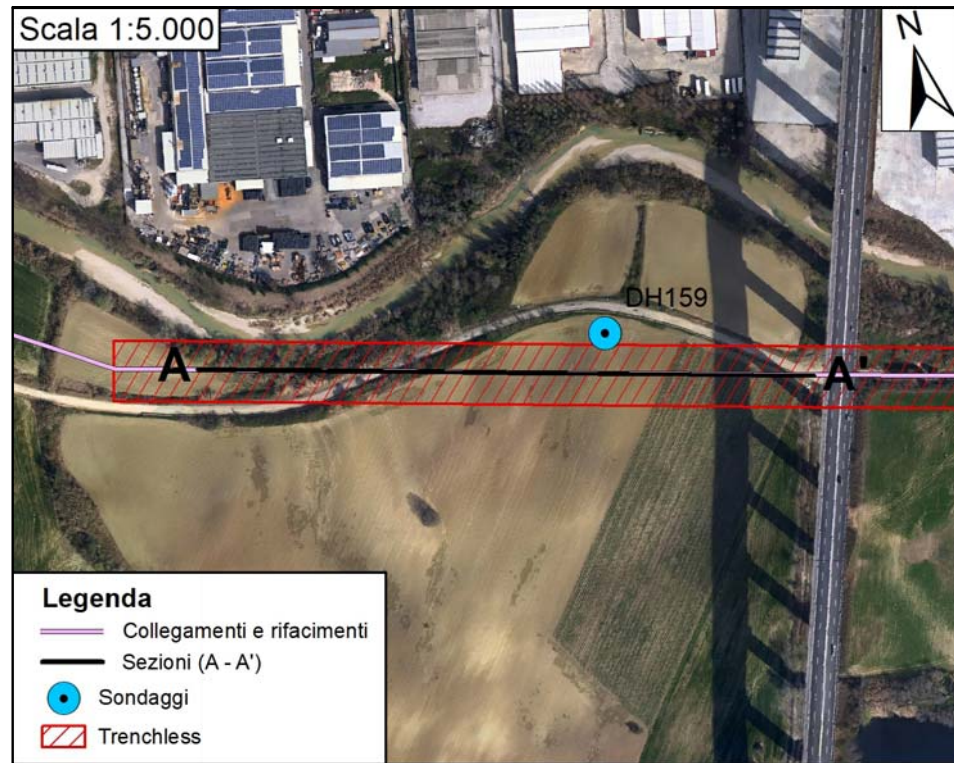 Scala 1:5.000
N
DH159
A
A'
Legenda
Collegamenti e rifacimenti
Sezioni (A - A')
Sondaggi
Trenchless